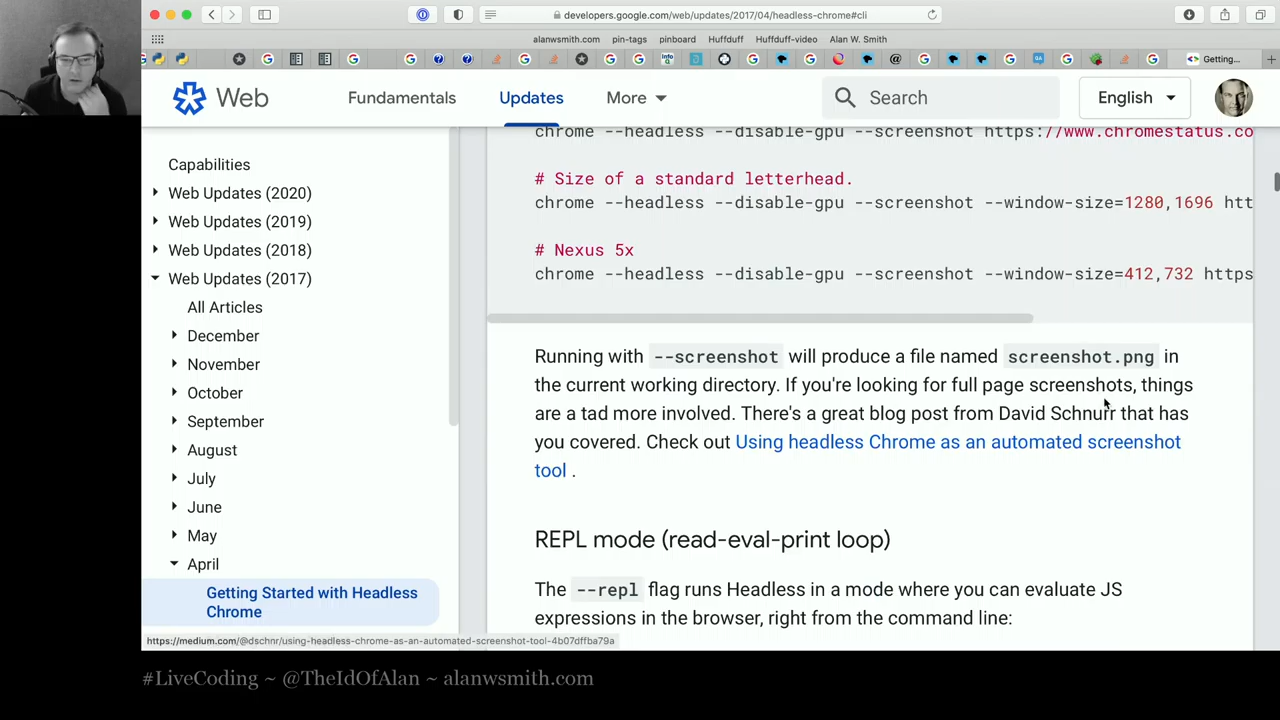 developers.google.com/web/updates/2017/04/headless-chrome#cli
alanwsmith.com pin-tags pinboard Huffduff Huffduff-video Alan W. Smith
Getting...
Web Fundamentals Updates More Search English
Capabilities
Web Updates (2020)
Web Updates (2019)
Web Updates (2018)
Web Updates (2017)
All Articles
December
November
October
September
August
July
June
May
April
Getting Started with Headless
Chrome
chrome --headless --disable-gpu --screenshot https://www.chromestatus.co
# Size of a standard letterhead.
chrome --headless --disable-gpu --screenshot --window-size=1280,1696 htt
# Nexus 5x
chrome --headless --disable-gpu --screenshot --window-size=412,732 https
Running with --screenshot will produce a file named screenshot.png in
the current working directory. If you're looking for full page screenshots, things
are a tad more involved. There's a great blog post from David Schnurr that has
you covered. Check out Using headless Chrome as an automated screenshot
tool .
REPL mode (read-eval-print loop)
The --repl flag runs Headless in a mode where you can evaluate JS
expressions in the browser, right from the command line:
https://medium.com/@dschnr/using-headless-chrome-as-an-automated-screenshot-tool-4b07dffba79a
#LiveCoding ~ @TheIdOfAlan ~ alanwsmith.com